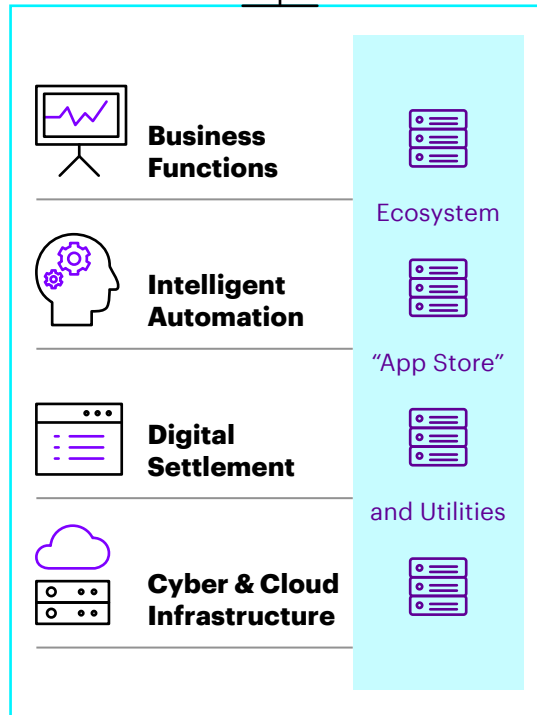 Business
Functions
Ecosystem
Intelligent
Automation
“App Store”
Digital
Settlement
and Utilities
Cyber & Cloud
Infrastructure